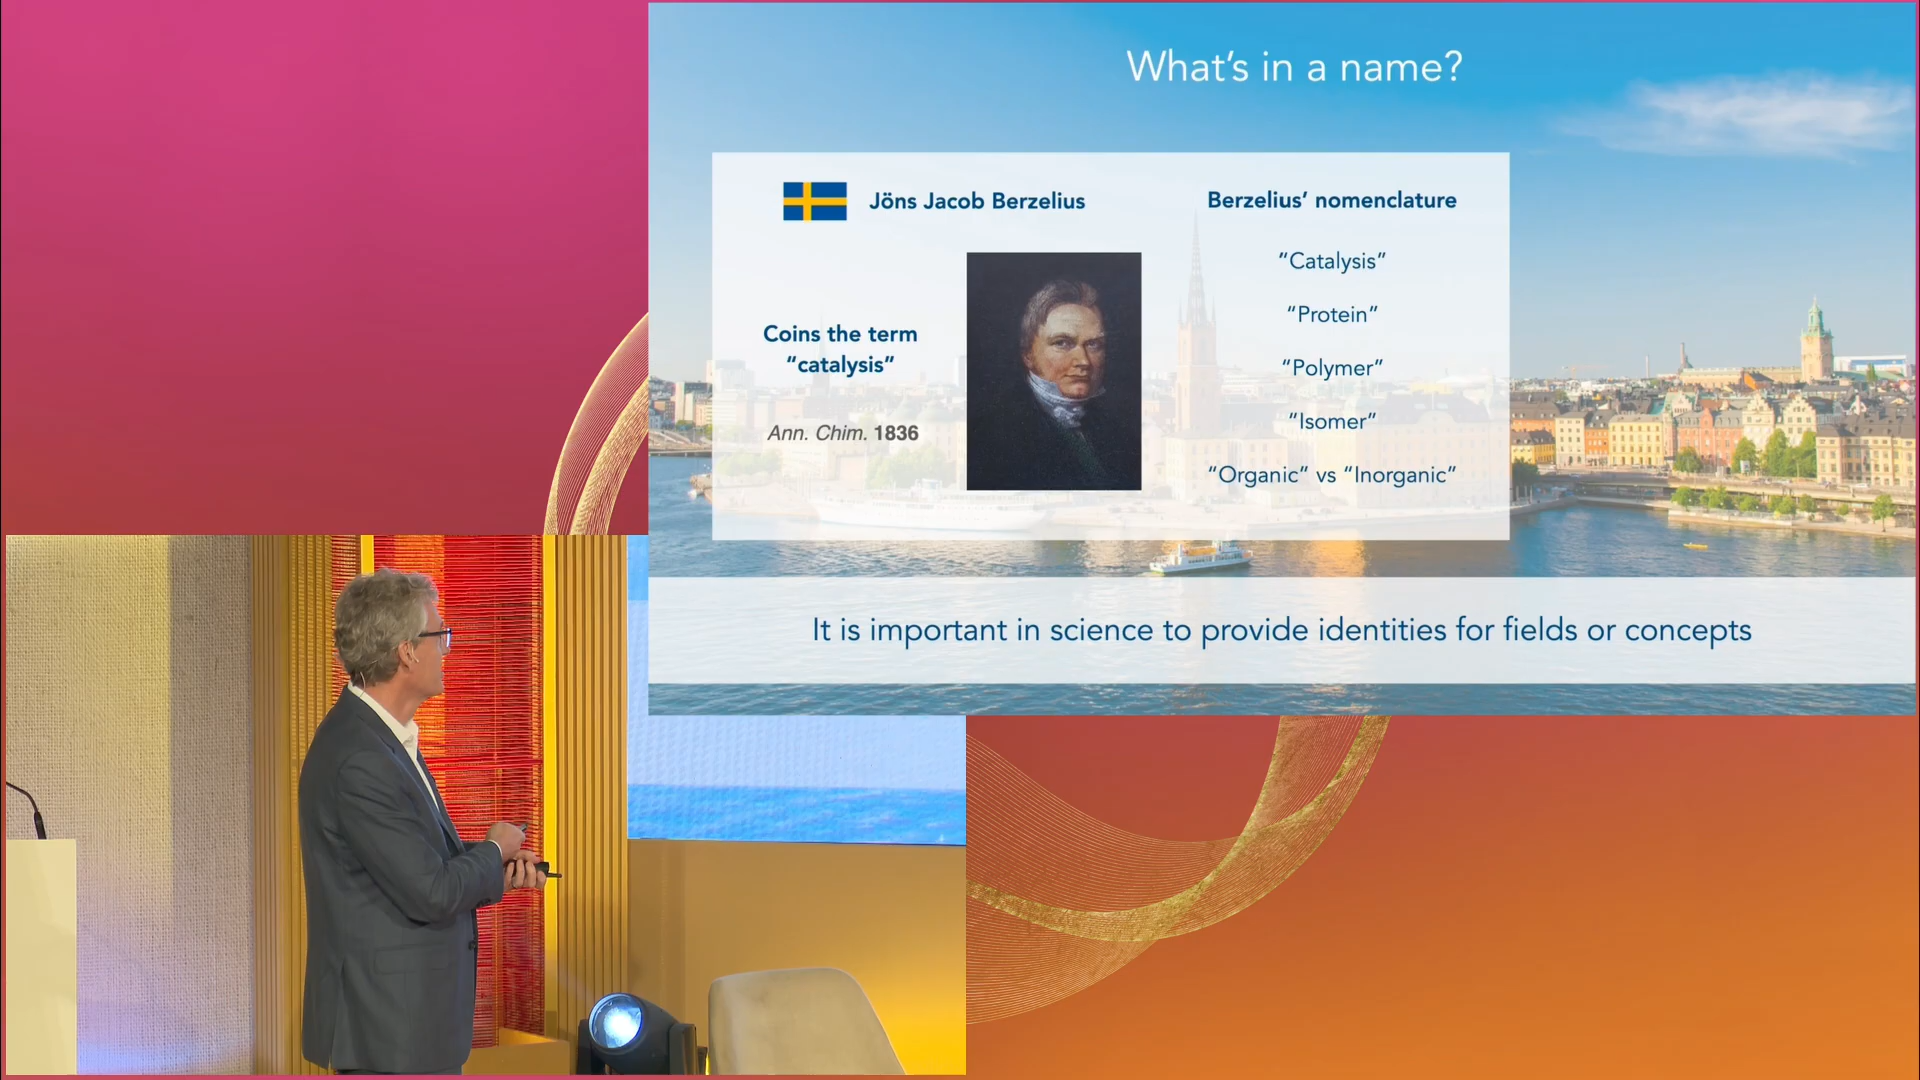 What's in a name?
Jöns Jacob Berzelius
Coins the term
“catalysis”
Ann. Chim. 1836
Berzelius’ nomenclature
“Catalysis”
“Protein”
“Polymer”
“Isomer”
“Organic” vs “Inorganic”
It is important in science to provide identities for fields or concepts